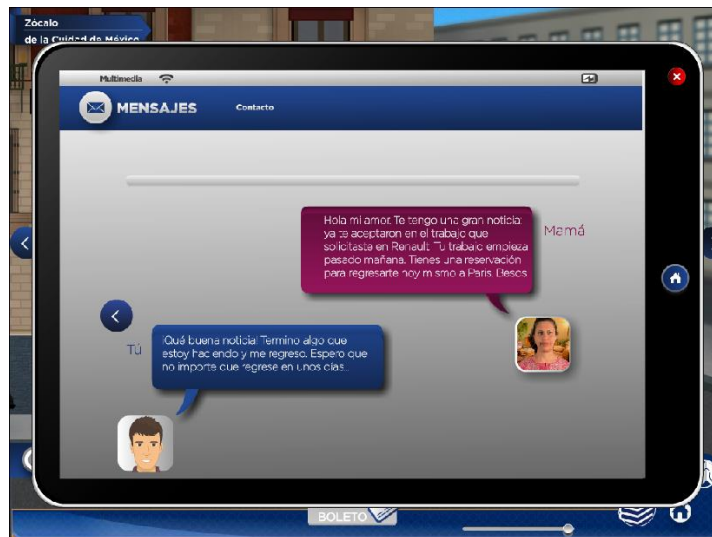 Zócalo
de la Cuidad de México
Multimedia
MENSAJES
Contacto
Hola mi amor. Te tengo una gran noticia:
ya te aceptaron en el trabajo que
solicitaste en Renault. Tu trabajo empieza
pasado mañana. Tienes una reservación
para regresarte hoy mismo a París. Besos
Mamá
Tú
¡Qué buena noticia! Termino algo que
estoy haciendo y me regreso. Espero que
no importe que regrese en unos días...
BOLETO